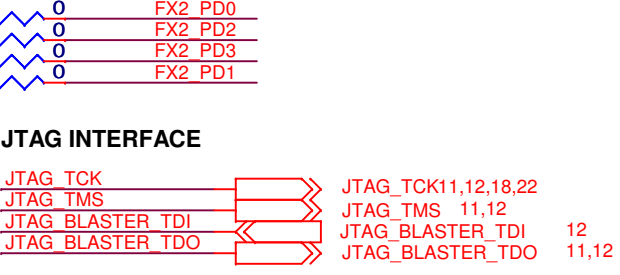 0 FX2_PD0
0 FX2_PD2
0 FX2_PD3
0 FX2_PD1
JTAG INTERFACE
JTAG_TCK JTAG_TCK11,12,18,22
JTAG_TMS JTAG_TMS 11,12
JTAG_BLASTER_TDI JTAG_BLASTER_TDI 12
JTAG_BLASTER_TDO JTAG_BLASTER_TDO 11,12